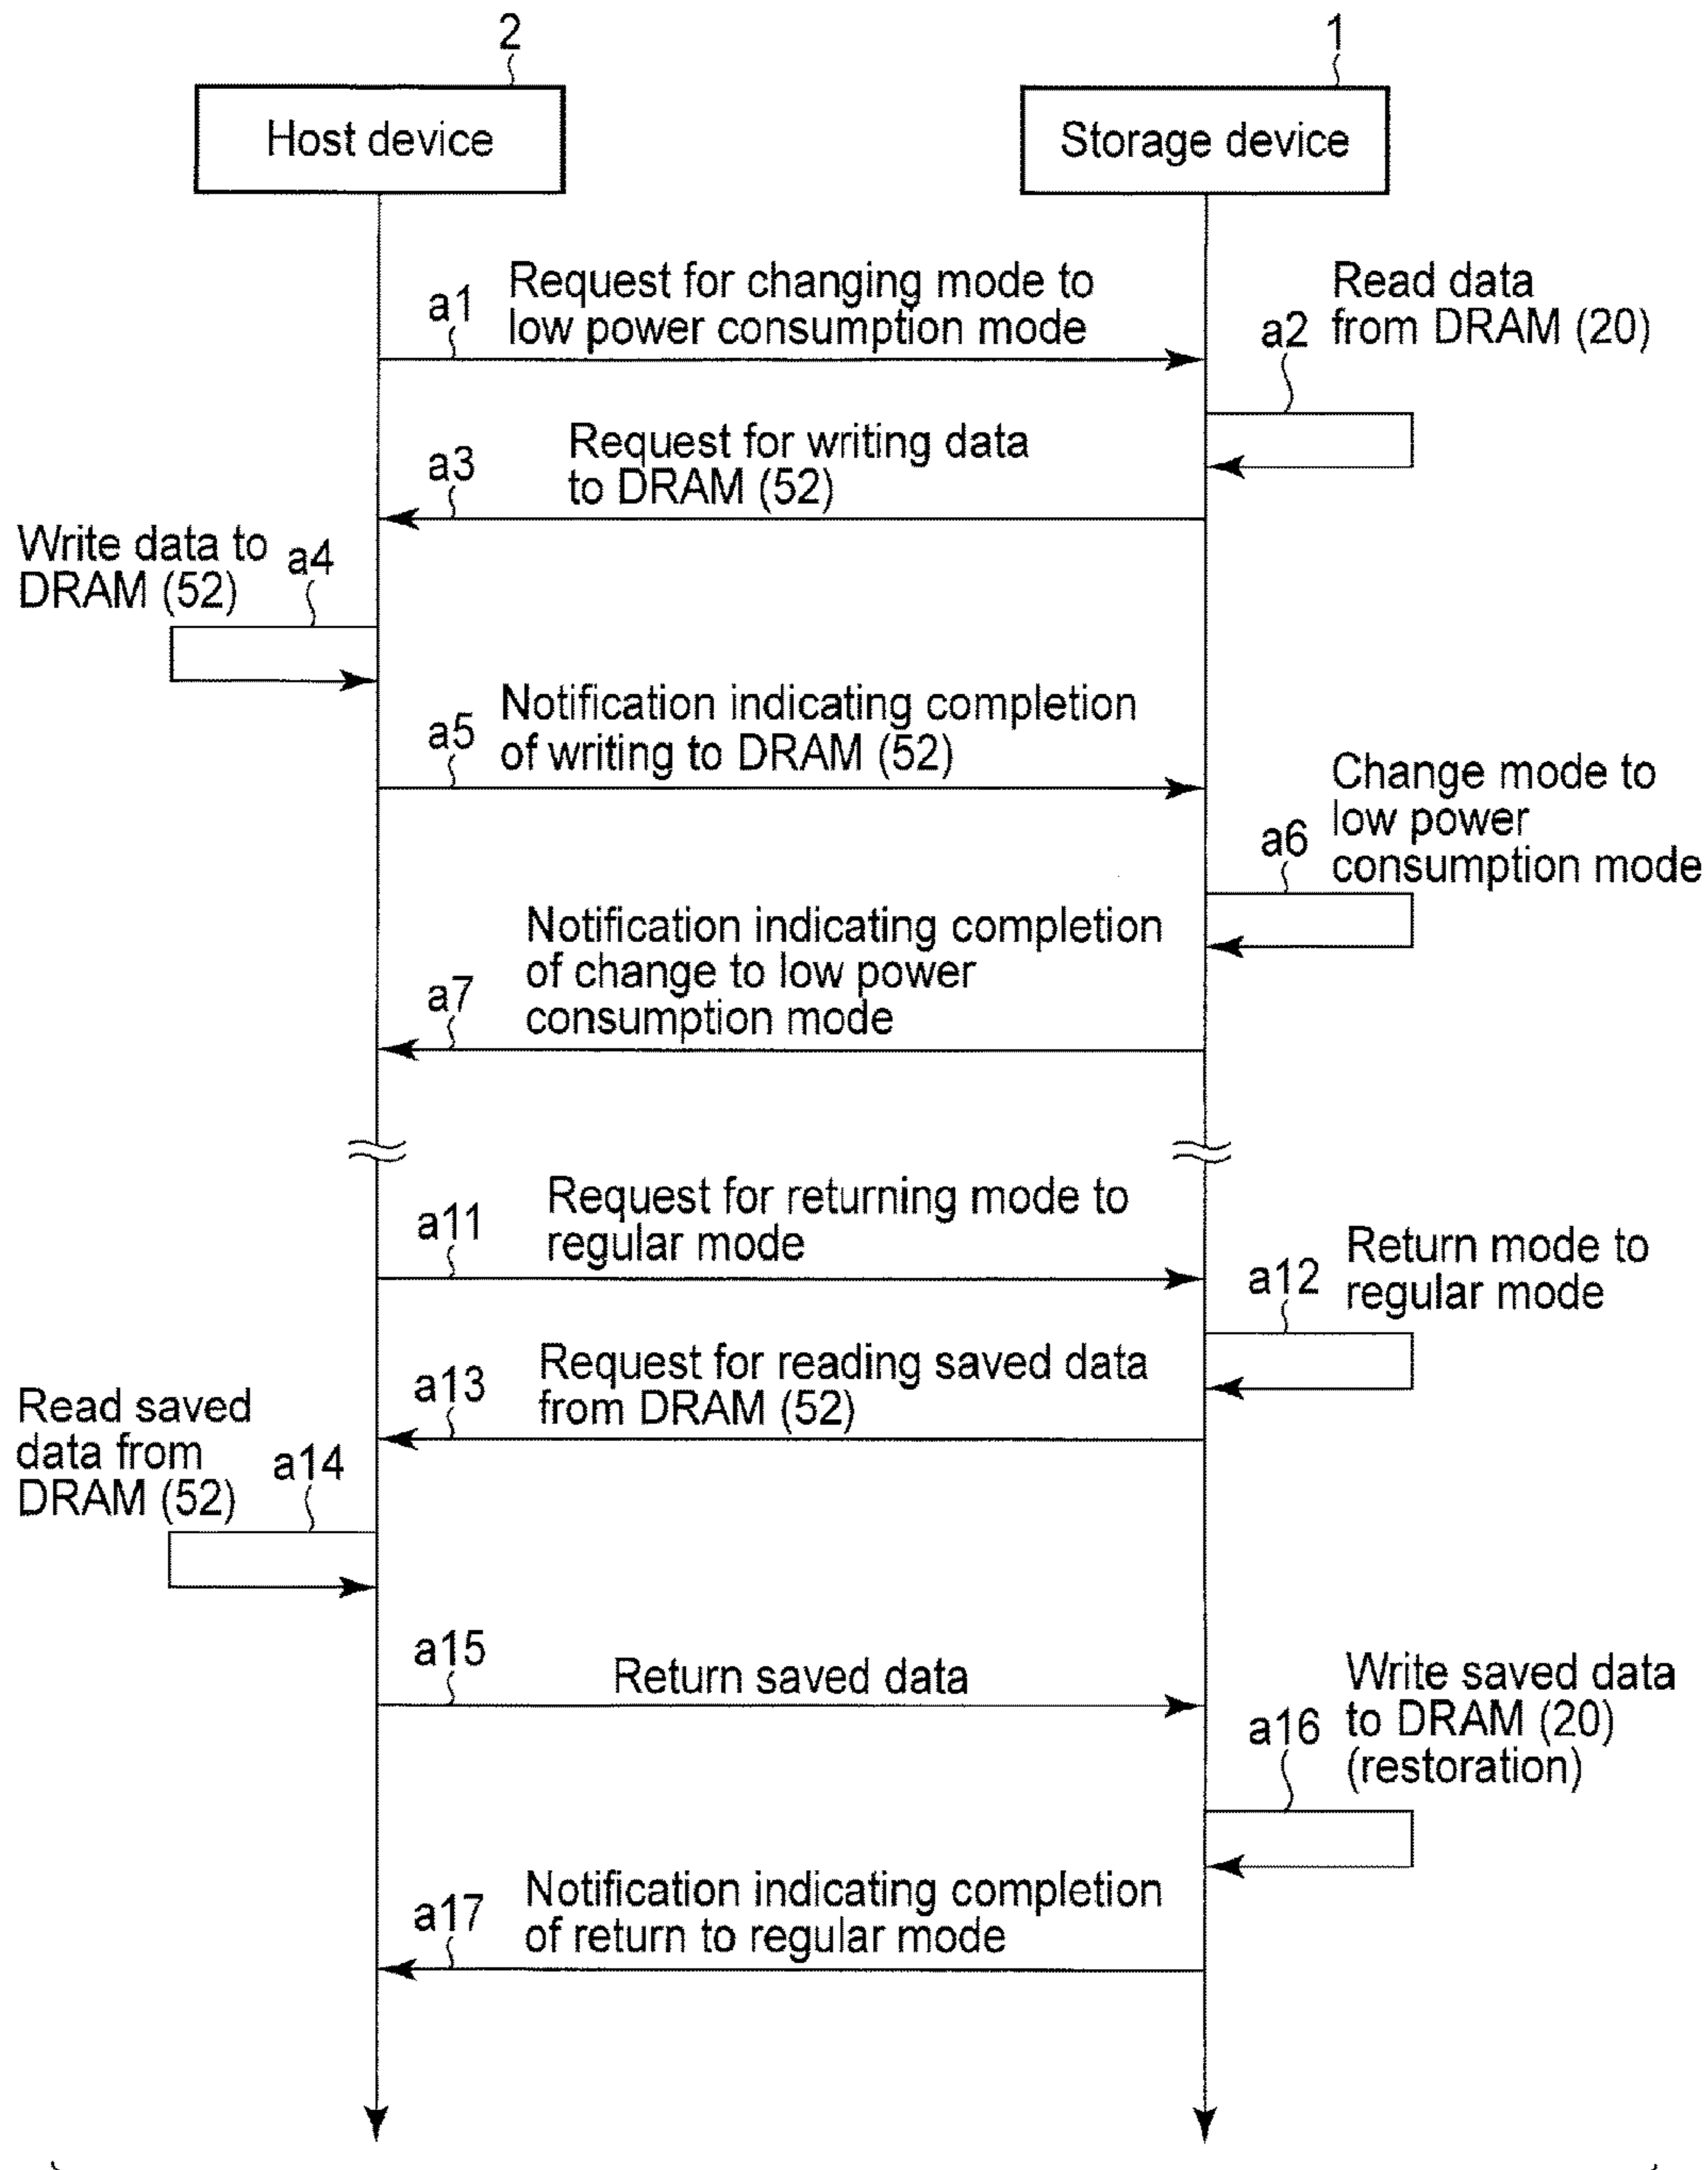 2
1
Host device
Storage device
a1
Request for changing mode to
low power consumption mode
a2
Read data
from DRAM (20)
a3
Request for writing data
to DRAM (52)
Write data to
DRAM (52)
a4
a5
Notification indicating completion
of writing to DRAM (52)
a6
Change mode to
low power
consumption mode
a7
Notification indicating completion
of change to low power
consumption mode
a11
Request for returning mode to
regular mode
a12
Return mode to
regular mode
a13
Request for reading saved data
from DRAM (52)
Read saved
data from
DRAM (52)
a14
a15
Return saved data
a16
Write saved data
to DRAM (20)
(restoration)
a17
Notification indicating completion
of return to regular mode